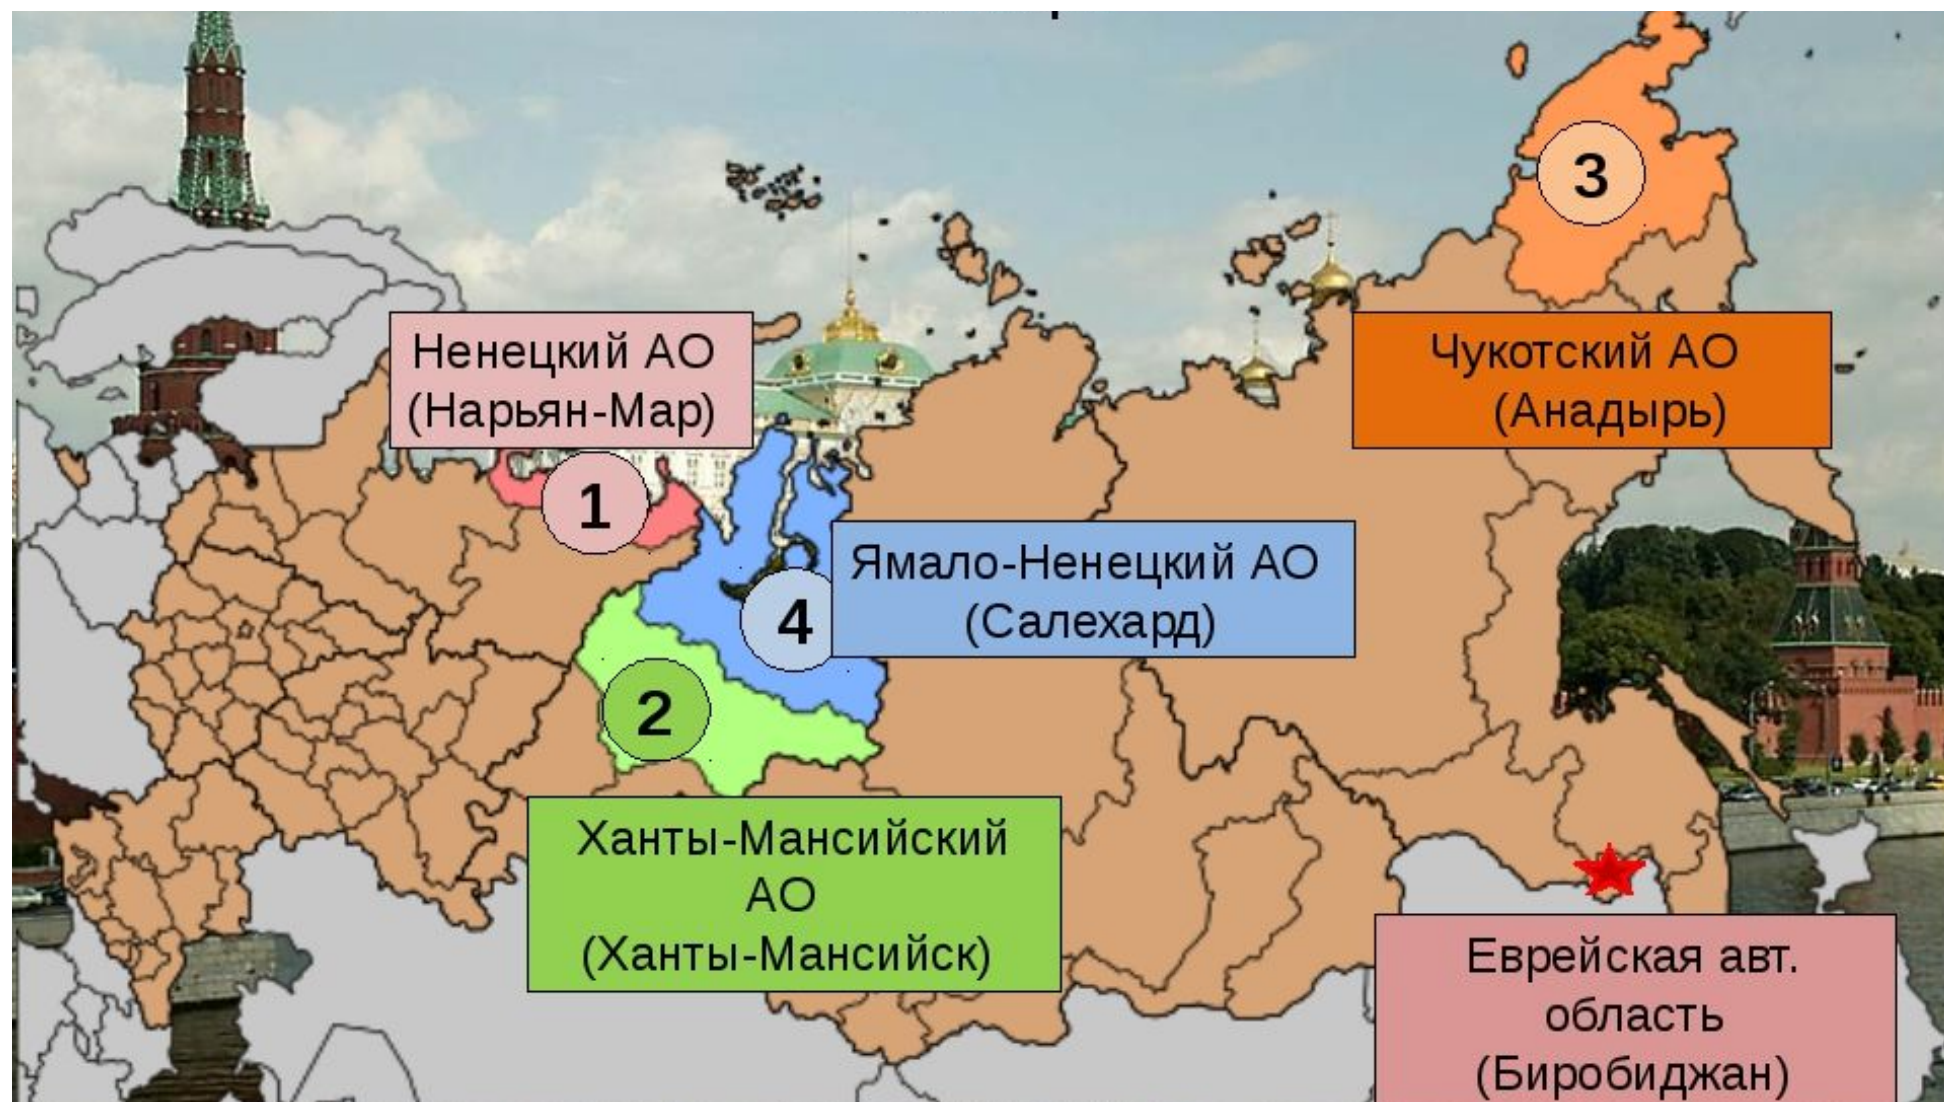 Ненецкий АО
(Нарьян-Мар)
1
Чукотский АО
(Анадырь)
3
Ямало-Ненецкий АО
(Салехард)
4
2
Ханты-Мансийский
АО
(Ханты-Мансийск)
Еврейская авт.
область
(Биробиджан)